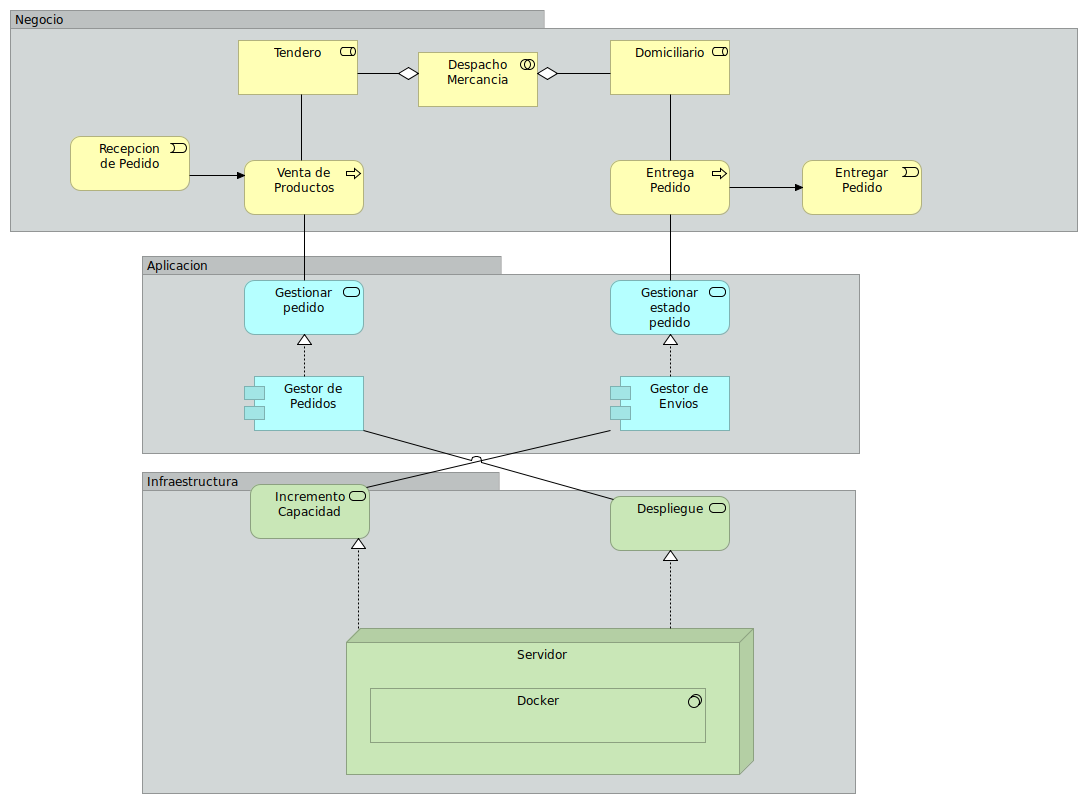 Negocio
Tendero
Despacho
Mercancia
Domiciliario
Recepcion
de Pedido
Venta de
Productos
Entrega
Pedido
Entregar
Pedido
Aplicacion
Gestionar
pedido
Gestionar
estado
pedido
Gestor de
Pedidos
Gestor de
Envios
Infraestructura
Incremento
Capacidad
Despliegue
Servidor
Docker